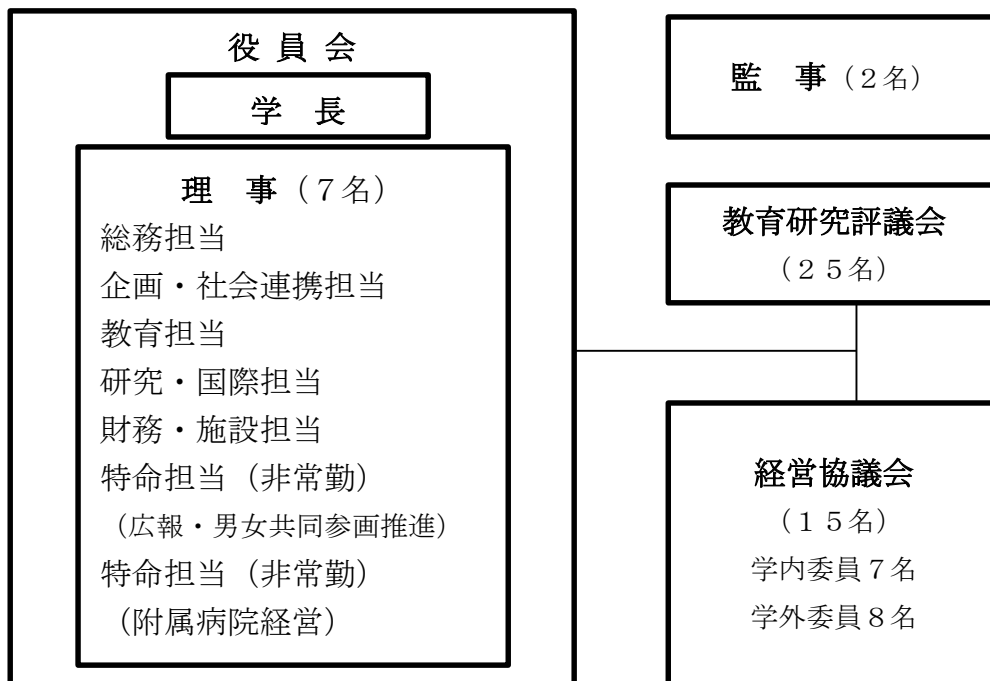 役 員 会
学　長
理　事（７名）
総務担当
企画・社会連携担当
教育担当
研究・国際担当
財務・施設担当
特命担当（非常勤）
（広報・男女共同参画推進）
特命担当（非常勤）
（附属病院経営）
監　事（２名）
教育研究評議会
（２５名）
経営協議会
（１５名）
学内委員７名
学外委員８名